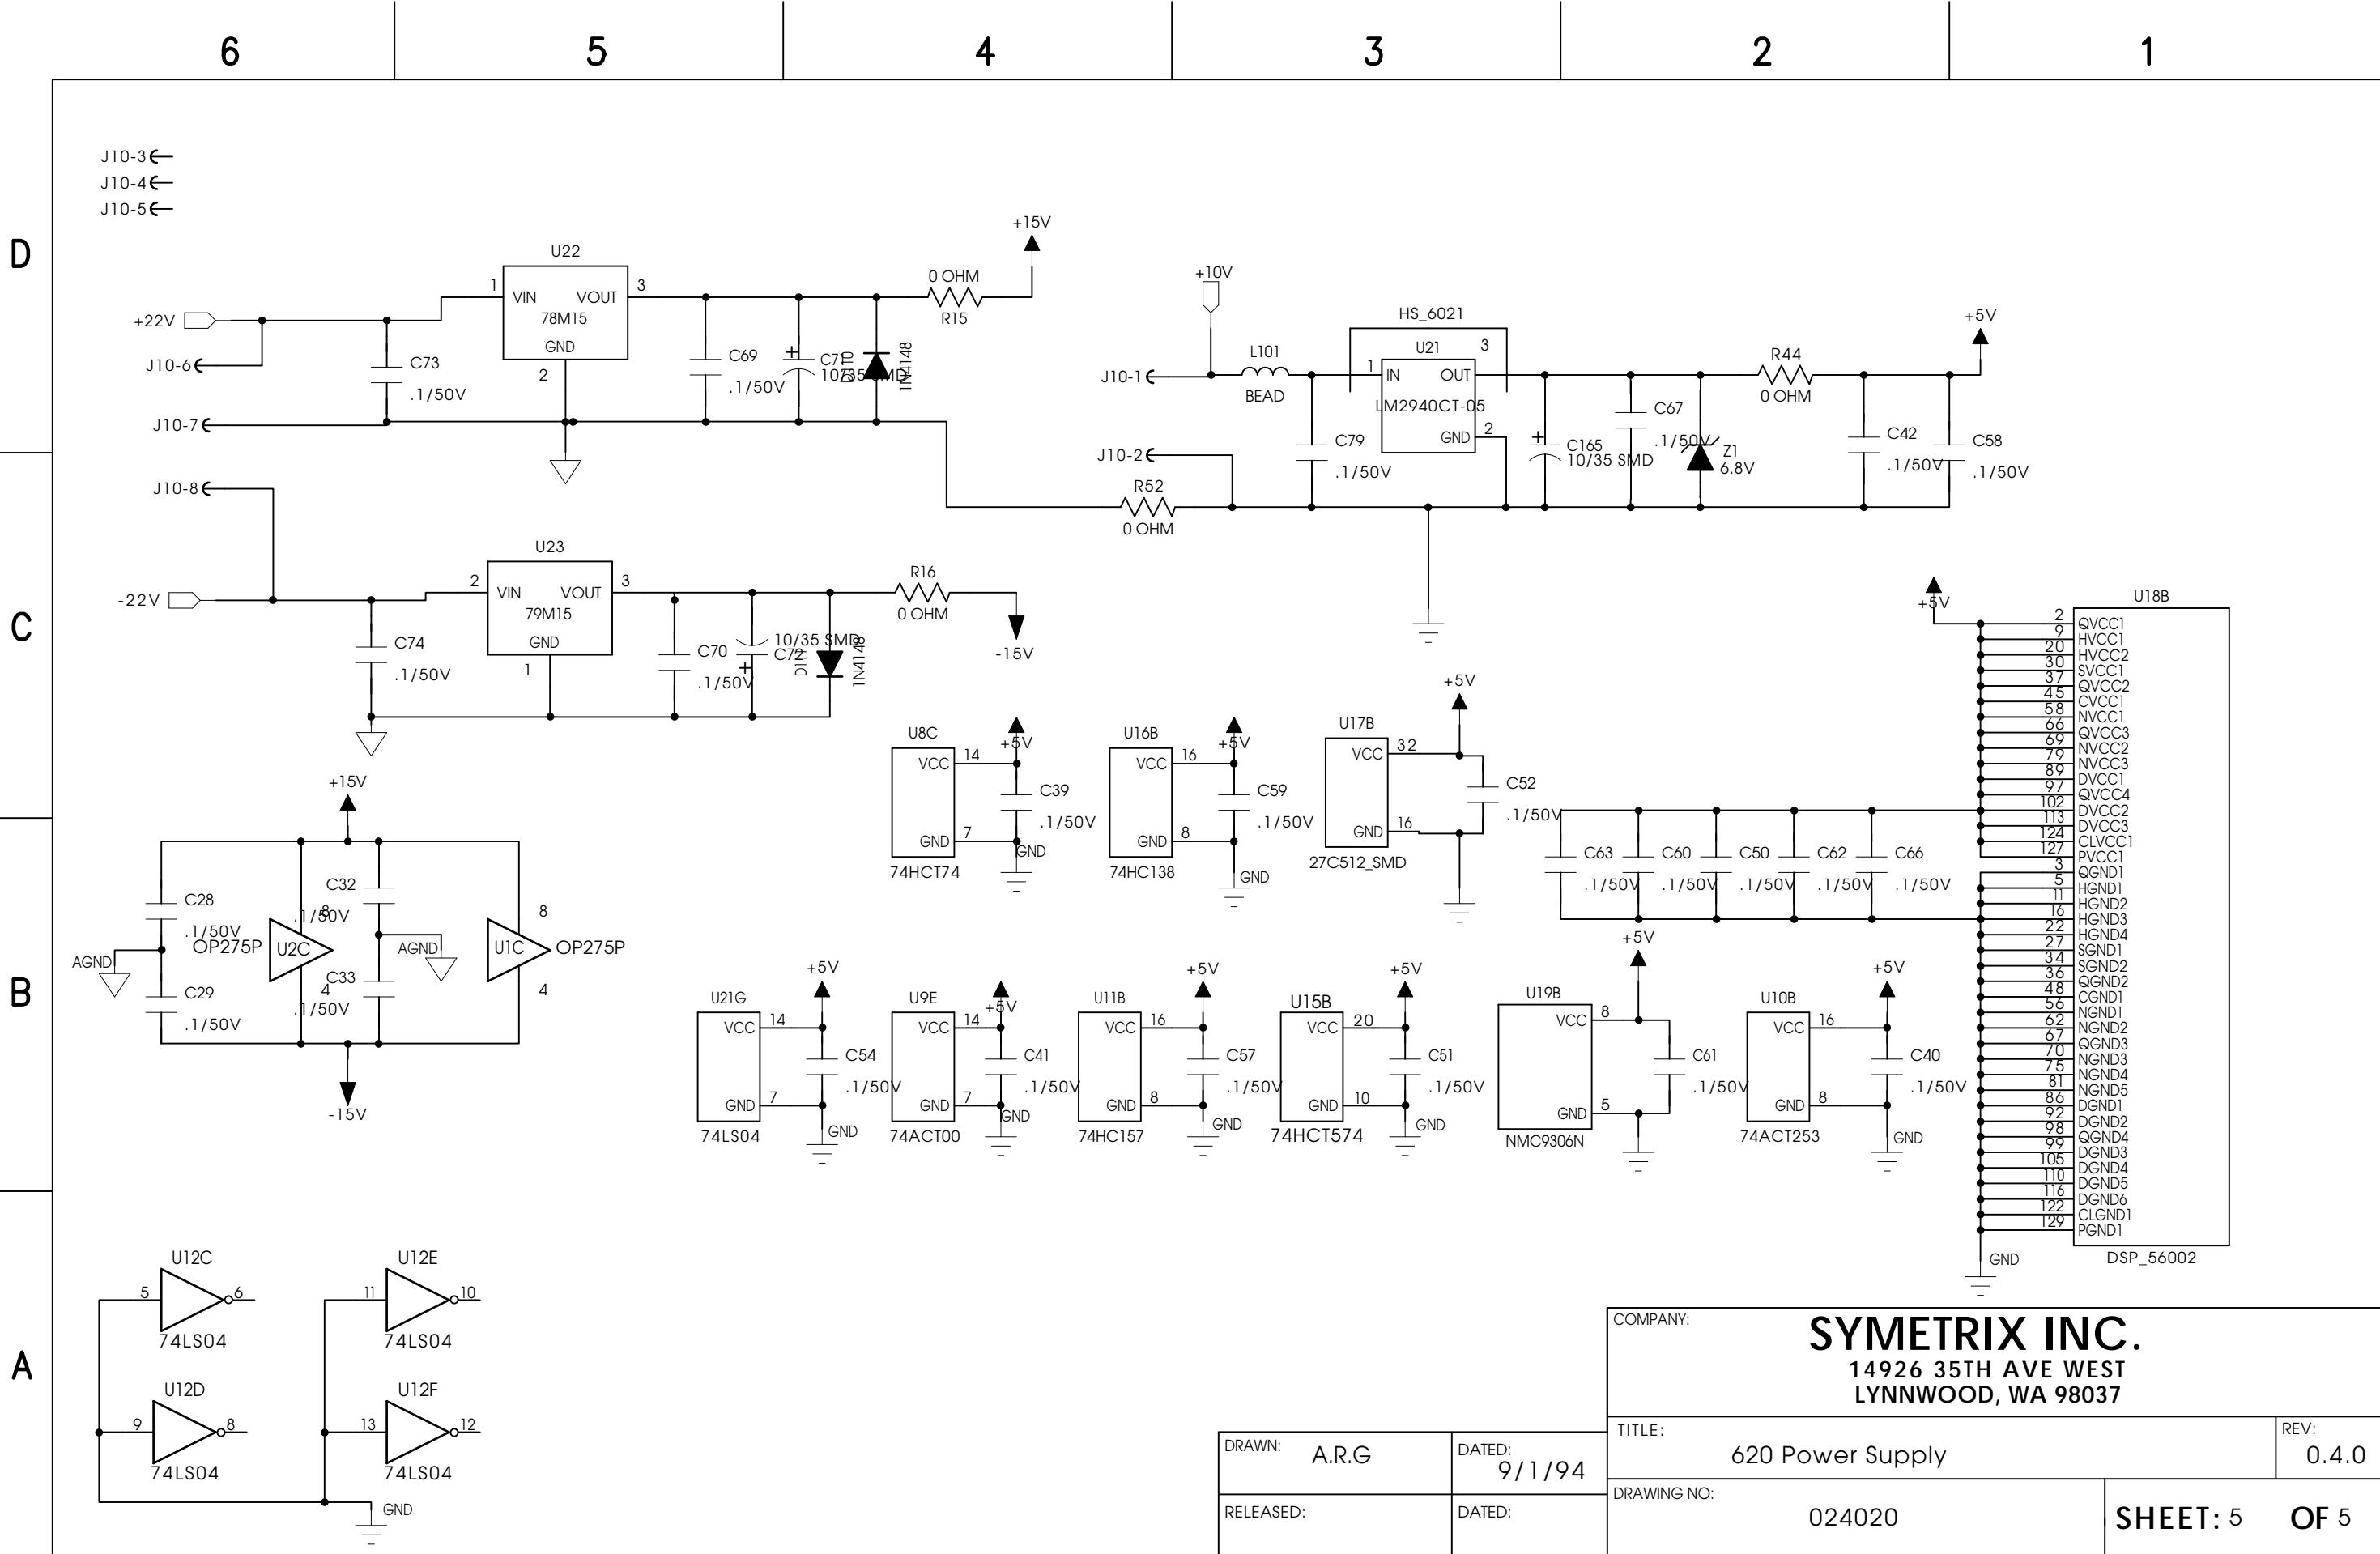 6 5 4 3 2 1
D
C
B
A
J10-3
J10-4
J10-5
+22V
J10-6
J10-7
J10-8
U22
1 VIN VOUT 3
78M15
GND
2
C73
.1/50V
C69
.1/50V
C71
10/35 SMD
1N4148
0 OHM
R15
+15V
+10V
J10-1
J10-2
L101
BEAD
HS_6021
U21
1 IN OUT 3
LM2940CT-05
GND 2
C79
.1/50V
C165
10/35 SMD
C67
.1/50V
Z1
6.8V
R44
0 OHM
+5V
C42
.1/50V
C58
.1/50V
R52
0 OHM
-22V
U23
2 VIN VOUT 3
79M15
GND
1
C74
.1/50V
C70
.1/50V
10/35 SMD
C72
D11
1N4148
R16
0 OHM
-15V
U8C
VCC 14
+5V
C39
.1/50V
GND 7
GND
74HCT74
U16B
VCC 16
+5V
C59
.1/50V
GND 8
GND
74HC138
U17B
VCC 32
+5V
C52
.1/50V
GND 16
27C512_SMD
C63
.1/50V
C60
.1/50V
C50
.1/50V
C62
.1/50V
C66
.1/50V
+5V
U18B
2 QVCC1
9 HVCC1
20 HVCC2
30 SVCC1
37 QVCC2
45 CVCC1
58 NVCC1
66 QVCC3
69 NVCC2
79 NVCC3
89 DVCC1
97 QVCC4
102 DVCC2
113 DVCC3
124 CLVCC1
127 PVCC1
3 QGND1
5 HGND1
11 HGND2
16 HGND3
22 HGND4
27 SGND1
34 SGND2
36 QGND2
48 CGND1
56 NGND1
62 NGND2
67 QGND3
70 NGND3
75 NGND4
81 NGND5
86 DGND1
92 DGND2
98 QGND4
99 DGND3
105 DGND4
110 DGND5
116 DGND6
122 CLGND1
129 PGND1
GND
DSP_56002
+15V
C28
.1/50V
AGND
C29
.1/50V
OP275P
U2C
8
4
C32
.1/50V
AGND
C33
.1/50V
8
U1C OP275P
4
-15V
U21G
VCC 14
+5V
C54
.1/50V
GND 7
GND
74LS04
U9E
VCC 14
+5V
C41
.1/50V
GND 7
GND
74ACT00
U11B
VCC 16
+5V
C57
.1/50V
GND 8
GND
74HC157
U15B
VCC 20
+5V
C51
.1/50V
GND 10
GND
74HCT574
U19B
VCC 8
+5V
C61
.1/50V
GND 5
NMC9306N
U10B
VCC 16
+5V
C40
.1/50V
GND 8
GND
74ACT253
U12C
5 6
74LS04
U12E
11 10
74LS04
U12D
9 8
74LS04
U12F
13 12
74LS04
GND
COMPANY:
SYMETRIX INC.
14926 35TH AVE WEST
LYNNWOOD, WA 98037
TITLE:
620 Power Supply
REV:
0.4.0
DRAWN: A.R.G
DATED:
9/1/94
RELEASED:
DATED:
DRAWING NO:
024020
SHEET: 5 OF 5